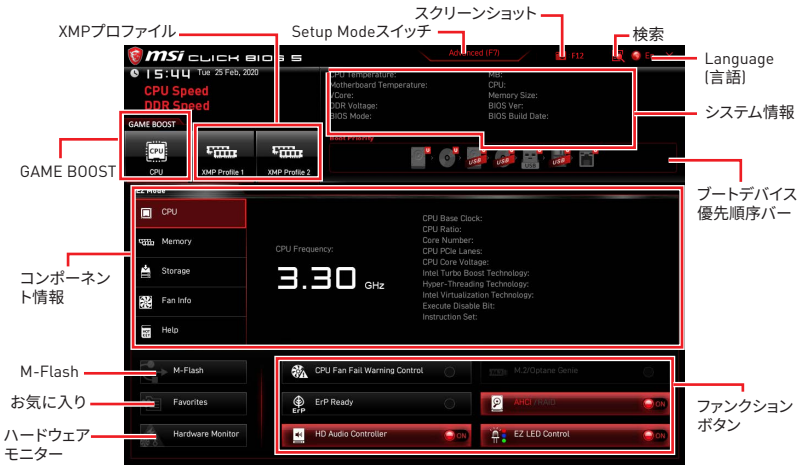 スクリーンショット
XMPプロファイル
Setup Modeスイッチ
検索
Language
(言語)
msi CLICK BIOS 5
Advanced (F7)
F12
En
15:44 Tue 25 Feb, 2020
CPU Speed
DDR Speed
CPU Temperature:
Motherboard Temperature:
VCore:
DDR Voltage:
BIOS Mode:
MB:
CPU:
Memory Size:
BIOS Ver:
BIOS Build Date:
システム情報
GAME BOOST
CPU
XMP Profile 1
XMP Profile 2
Boot Priority
USB
USB
USB
USB
GAME BOOST
ブートデバイス
優先順序バー
EZ Mode
CPU
Memory
Storage
Fan Info
Help
CPU Frequency:
3.30 GHz
CPU Base Clock:
CPU Ratio:
Core Number:
CPU PCIe Lanes:
CPU Core Voltage:
Intel Turbo Boost Technology:
Hyper-Threading Technology:
Intel Virtualization Technology:
Execute Disable Bit:
Instruction Set:
コンポーネン
ト情報
M-Flash
M-Flash
CPU Fan Fail Warning Control
M.2/Optane Genie
お気に入り
Favorites
ErP
ErP Ready
AHCI /RAID
ON
ファンクション
ボタン
ハードウェア
モニター
Hardware Monitor
HD Audio Controller
ON
EZ LED Control
ON